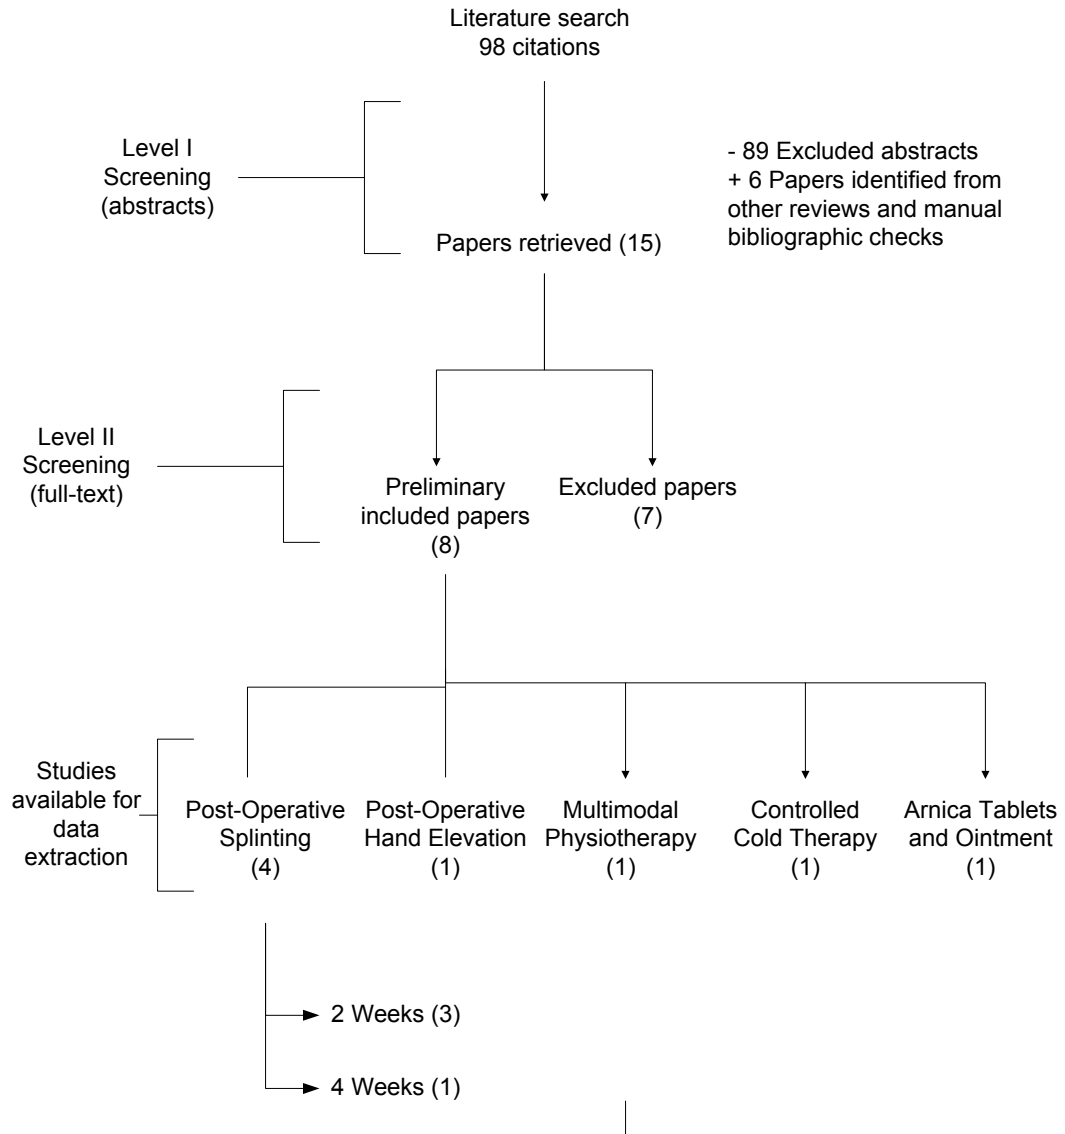 Literature search
98 citations
Level I
Screening
(abstracts)
- 89 Excluded abstracts
+ 6 Papers identified from
other reviews and manual
bibliographic checks
Papers retrieved (15)
Level II
Screening
(full-text)
Preliminary
included papers
(8)
Excluded papers
(7)
Studies
available for
data
extraction
Post-Operative
Splinting
(4)
Post-Operative
Hand Elevation
(1)
Multimodal
Physiotherapy
(1)
Controlled
Cold Therapy
(1)
Arnica Tablets
and Ointment
(1)
2 Weeks (3)
4 Weeks (1)